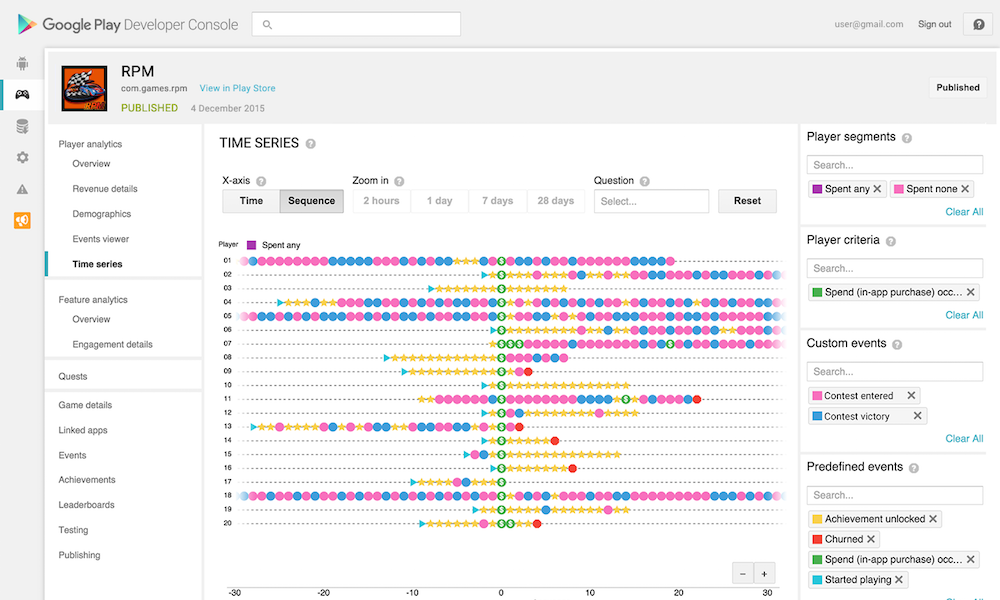 Google Play Developer Console
user@gmail.com Sign out
RPM
com.games.rpm View in Play Store
PUBLISHED 4 December 2015
Published
Player analytics
Overview
Revenue details
Demographics
Events viewer
Time series
Feature analytics
Overview
Engagement details
Quests
Game details
Linked apps
Events
Achievements
Leaderboards
Testing
Publishing
TIME SERIES
X-axis Zoom in Question
Time Sequence 2 hours 1 day 7 days 28 days Select... Reset
Player Spent any
01
02
03
04
05
06
07
08
09
10
11
12
13
14
15
16
17
18
19
20
− +
-30 -20 -10 0 10 20 30
Player segments
Search...
Spent any Spent none
Clear All
Player criteria
Search...
Spend (in-app purchase) occ...
Clear All
Custom events
Search...
Contest entered
Contest victory
Clear All
Predefined events
Search...
Achievement unlocked
Churned
Spend (in-app purchase) occ...
Started playing